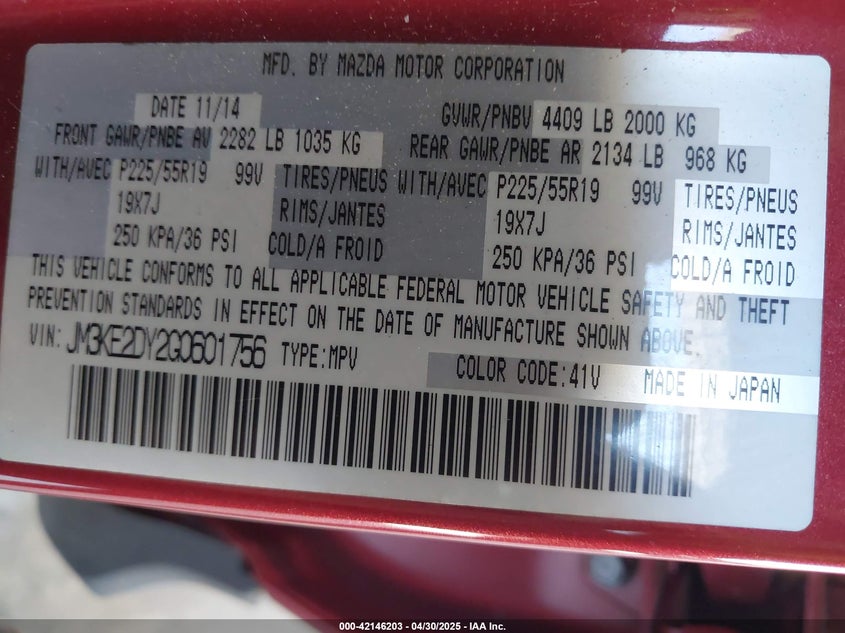 MFD. BY MAZDA MOTOR CORPORATION
DATE 11/14 GVWR/PNBV 4409 LB 2000 KG
FRONT GAWR/PNBE AV 2282 LB 1035 KG REAR GAWR/PNBE AR 2134 LB 968 KG
WITH/AVEC P225/55R19 99V TIRES/PNEUS WITH/AVEC P225/55R19 99V TIRES/PNEUS
19X7J RIMS/JANTES 19X7J RIMS/JANTES
250 KPA/36 PSI COLD/A FROID 250 KPA/36 PSI COLD/A FROID
THIS VEHICLE CONFORMS TO ALL APPLICABLE FEDERAL MOTOR VEHICLE SAFETY AND THEFT
PREVENTION STANDARDS IN EFFECT ON THE DATE OF MANUFACTURE SHOWN ABOVE.
VIN: JM3KE2DY2G0601756 TYPE:MPV COLOR CODE:41V MADE IN JAPAN
000-42146203 - 04/30/2025 - IAA Inc.